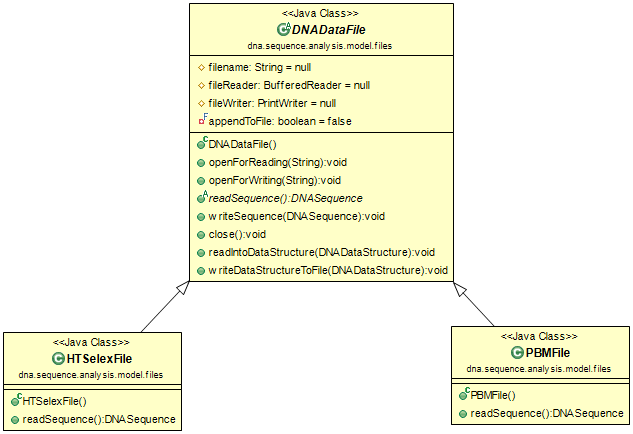 <<Java Class>>
DNADataFile
dna.sequence.analysis.model.files
filename: String = null
fileReader: BufferedReader = null
fileWriter: PrintWriter = null
appendToFile: boolean = false
DNADataFile()
openForReading(String):void
openForWriting(String):void
readSequence():DNASequence
writeSequence(DNASequence):void
close():void
readIntoDataStructure(DNADataStructure):void
writeDataStructureToFile(DNADataStructure):void
<<Java Class>>
HTSelexFile
dna.sequence.analysis.model.files
HTSelexFile()
readSequence():DNASequence
<<Java Class>>
PBMFile
dna.sequence.analysis.model.files
PBMFile()
readSequence():DNASequence